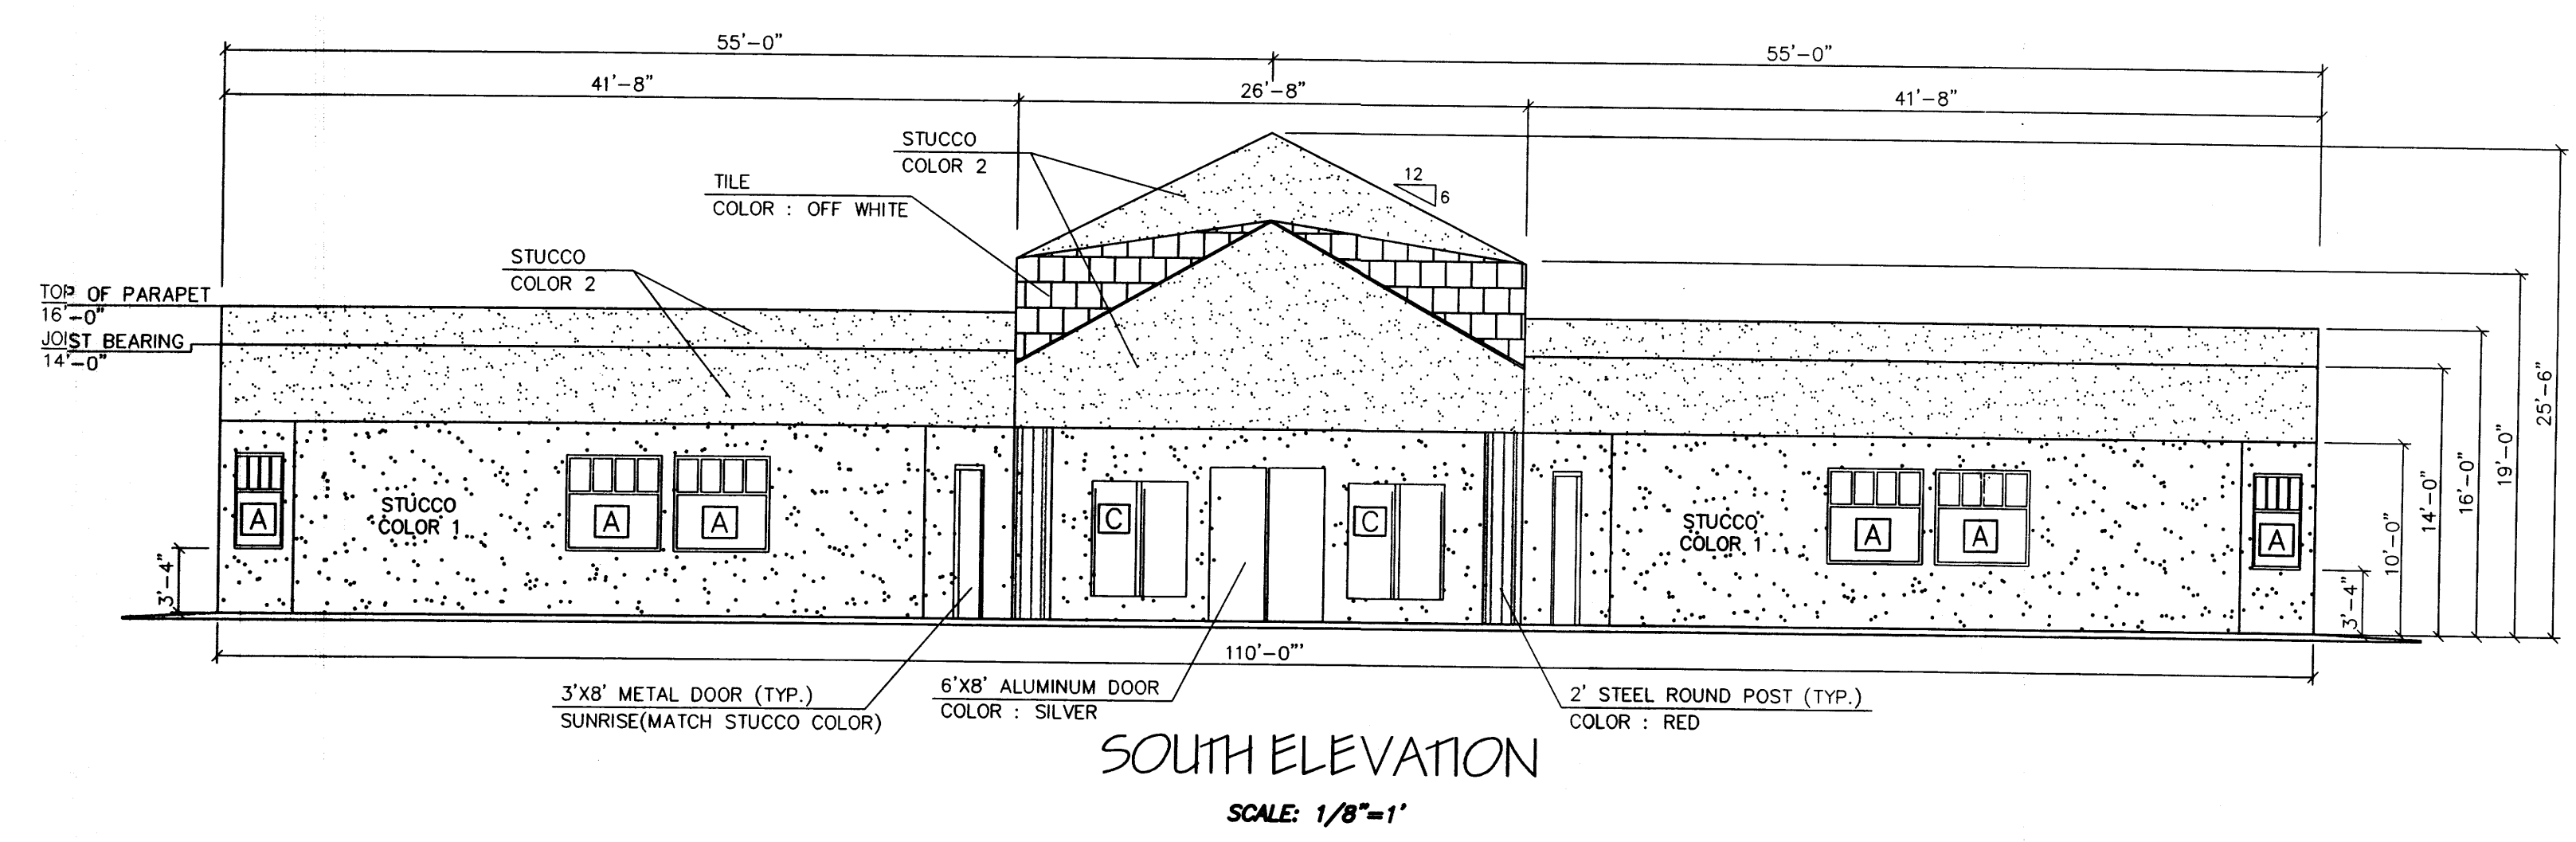 55'-0"
55'-0"
41'-8"
26'-8"
41'-8"
STUCCO
COLOR 2
12
6
TILE
COLOR : OFF WHITE
STUCCO
COLOR 2
TOP OF PARAPET
16'-0"
JOIST BEARING
14'-0"
25'-6"
19'-0"
16'-0"
14'-0"
10'-0"
3'-4"
3'-4"
A
STUCCO
COLOR 1
A
A
C
C
STUCCO
COLOR 1
A
A
A
110'-0"'
3'X8' METAL DOOR (TYP.)
SUNRISE(MATCH STUCCO COLOR)
6'X8' ALUMINUM DOOR
COLOR : SILVER
2' STEEL ROUND POST (TYP.)
COLOR : RED
SOUTH ELEVATION
SCALE: 1/8"=1'